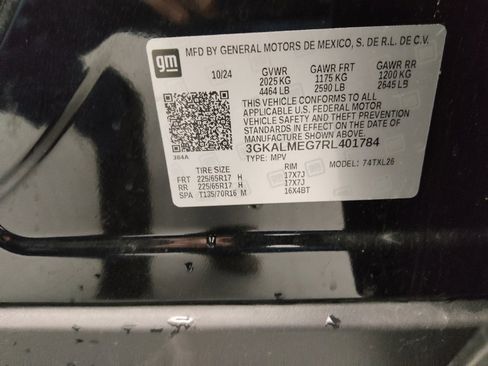 gm
MFD BY GENERAL MOTORS DE MEXICO, S. DE R.L. DE C.V.
10/24 GVWR GAWR FRT GAWR RR
2025 KG 1175 KG 1200 KG
4464 LB 2590 LB 2645 LB
THIS VEHICLE CONFORMS TO ALL
APPLICABLE U.S. FEDERAL MOTOR
VEHICLE SAFETY AND THEFT PREVENTION
STANDARDS IN EFFECT ON THE DATE OF
MANUFACTURE SHOWN ABOVE.
3GKALMEG7RL401784
384A TYPE: MPV MODEL: 74TXL26
TIRE SIZE RIM
FRT 225/65R17 H 17X7J
RR 225/65R17 H 17X7J
SPA T135/70R16 M 16X4BT